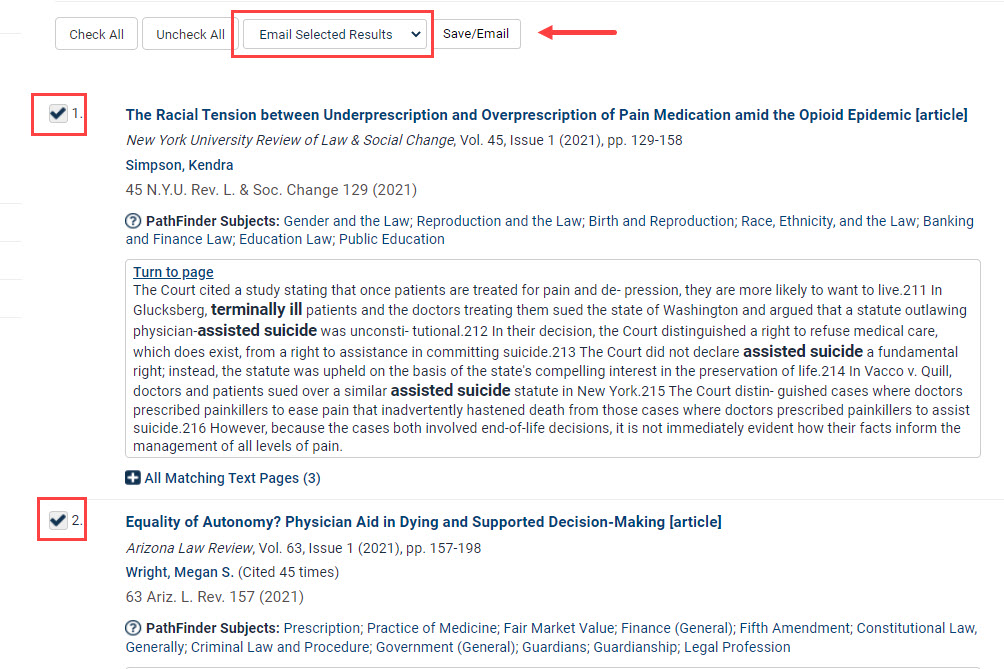 Check All Uncheck All Email Selected Results Save/Email
1. The Racial Tension between Underprescription and Overprescription of Pain Medication amid the Opioid Epidemic [article]
New York University Review of Law & Social Change, Vol. 45, Issue 1 (2021), pp. 129-158
Simpson, Kendra
45 N.Y.U. Rev. L. & Soc. Change 129 (2021)
? PathFinder Subjects: Gender and the Law; Reproduction and the Law; Birth and Reproduction; Race, Ethnicity, and the Law; Banking
and Finance Law; Education Law; Public Education
Turn to page
The Court cited a study stating that once patients are treated for pain and de- pression, they are more likely to want to live.211 In
Glucksberg, terminally ill patients and the doctors treating them sued the state of Washington and argued that a statute outlawing
physician-assisted suicide was unconsti- tutional.212 In their decision, the Court distinguished a right to refuse medical care,
which does exist, from a right to assistance in committing suicide.213 The Court did not declare assisted suicide a fundamental
right; instead, the statute was upheld on the basis of the state's compelling interest in the preservation of life.214 In Vacco v. Quill,
doctors and patients sued over a similar assisted suicide statute in New York.215 The Court distin- guished cases where doctors
prescribed painkillers to ease pain that inadvertently hastened death from those cases where doctors prescribed painkillers to assist
suicide.216 However, because the cases both involved end-of-life decisions, it is not immediately evident how their facts inform the
management of all levels of pain.
All Matching Text Pages (3)
2. Equality of Autonomy? Physician Aid in Dying and Supported Decision-Making [article]
Arizona Law Review, Vol. 63, Issue 1 (2021), pp. 157-198
Wright, Megan S. (Cited 45 times)
63 Ariz. L. Rev. 157 (2021)
? PathFinder Subjects: Prescription; Practice of Medicine; Fair Market Value; Finance (General); Fifth Amendment; Constitutional Law,
Generally; Criminal Law and Procedure; Government (General); Guardians; Guardianship; Legal Profession